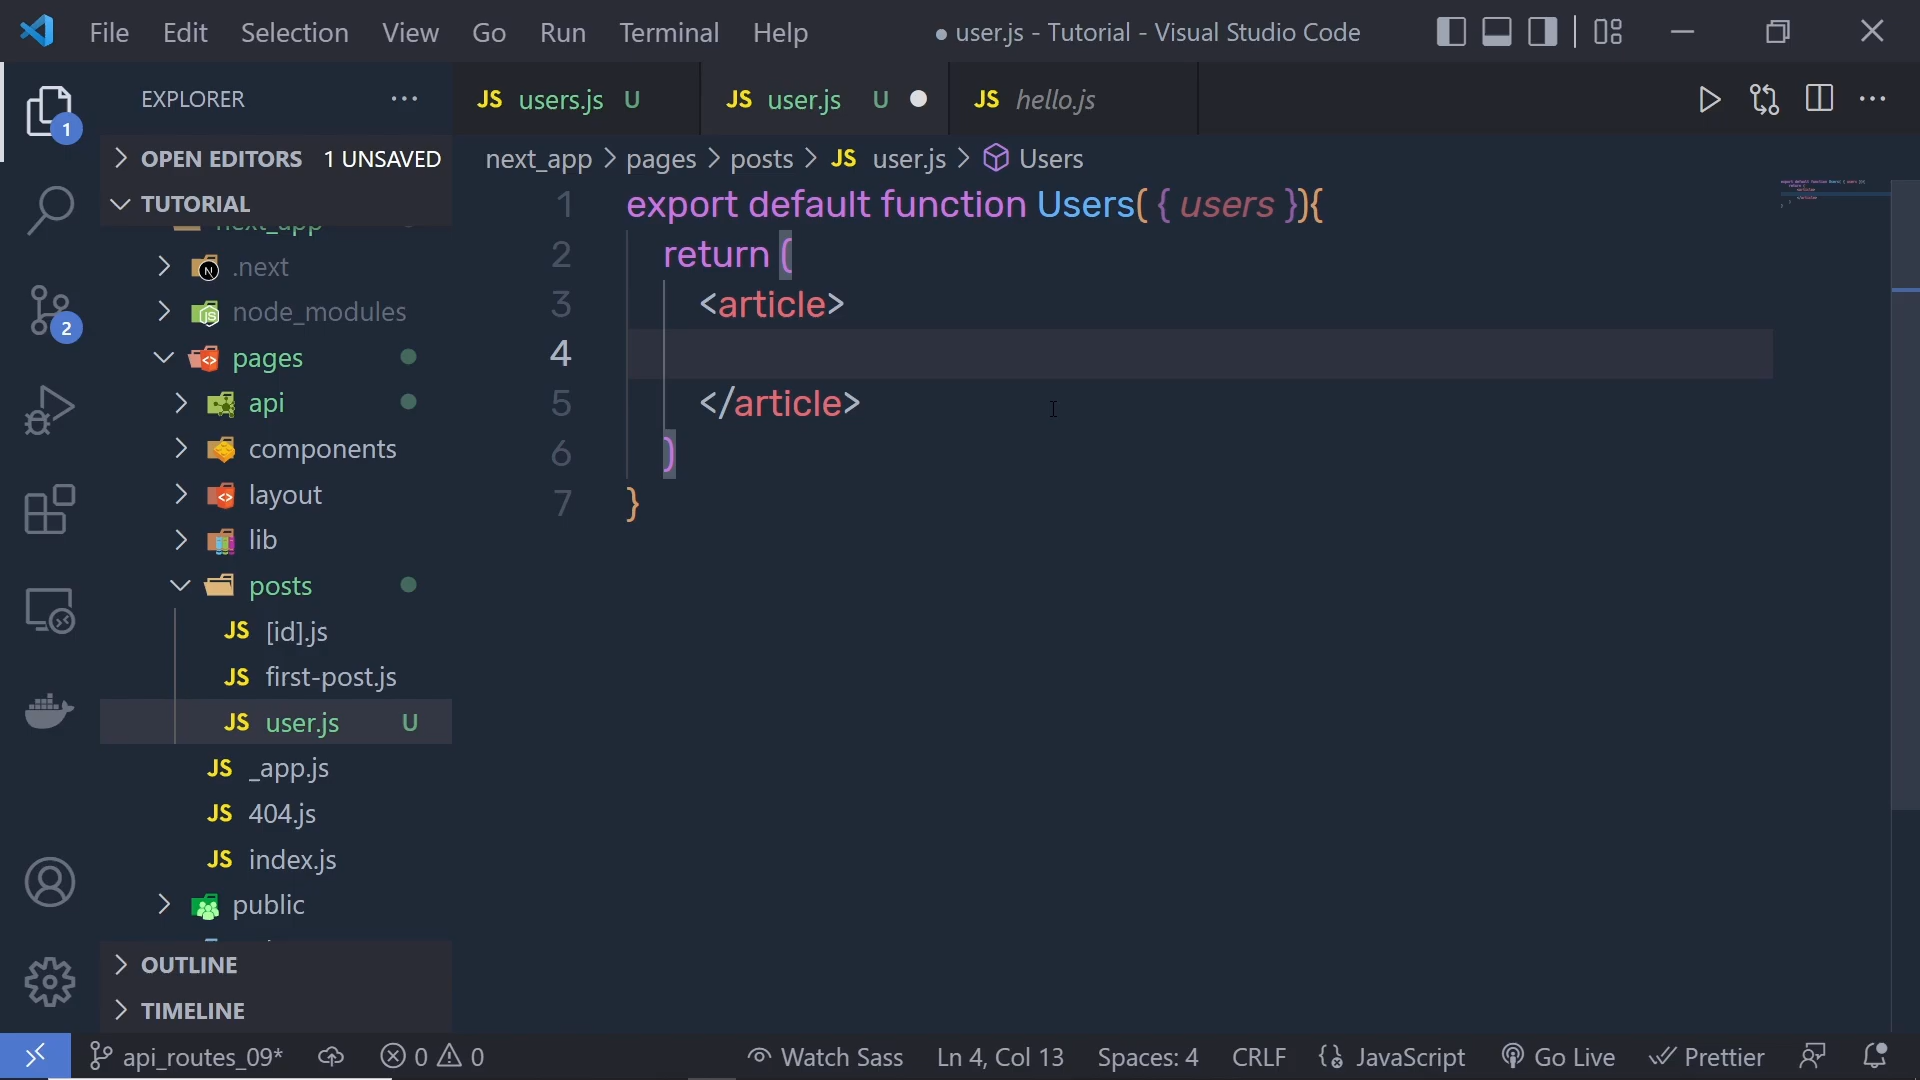 File Edit Selection View Go Run Terminal Help ● user.js - Tutorial - Visual Studio Code
EXPLORER ···
JS users.js U JS user.js U ● JS hello.js
1
OPEN EDITORS 1 UNSAVED
next_app > pages > posts > JS user.js > Users
TUTORIAL
next_app
.next
node_modules
2
pages
api
components
layout
lib
posts
JS [id].js
JS first-post.js
JS user.js U
JS _app.js
JS 404.js
JS index.js
public
OUTLINE
TIMELINE
1 export default function Users( { users }){
2 return (
3 <article>
4
5 </article>
6 )
7 }
api_routes_09* 0 0 Watch Sass Ln 4, Col 13 Spaces: 4 CRLF JavaScript Go Live Prettier